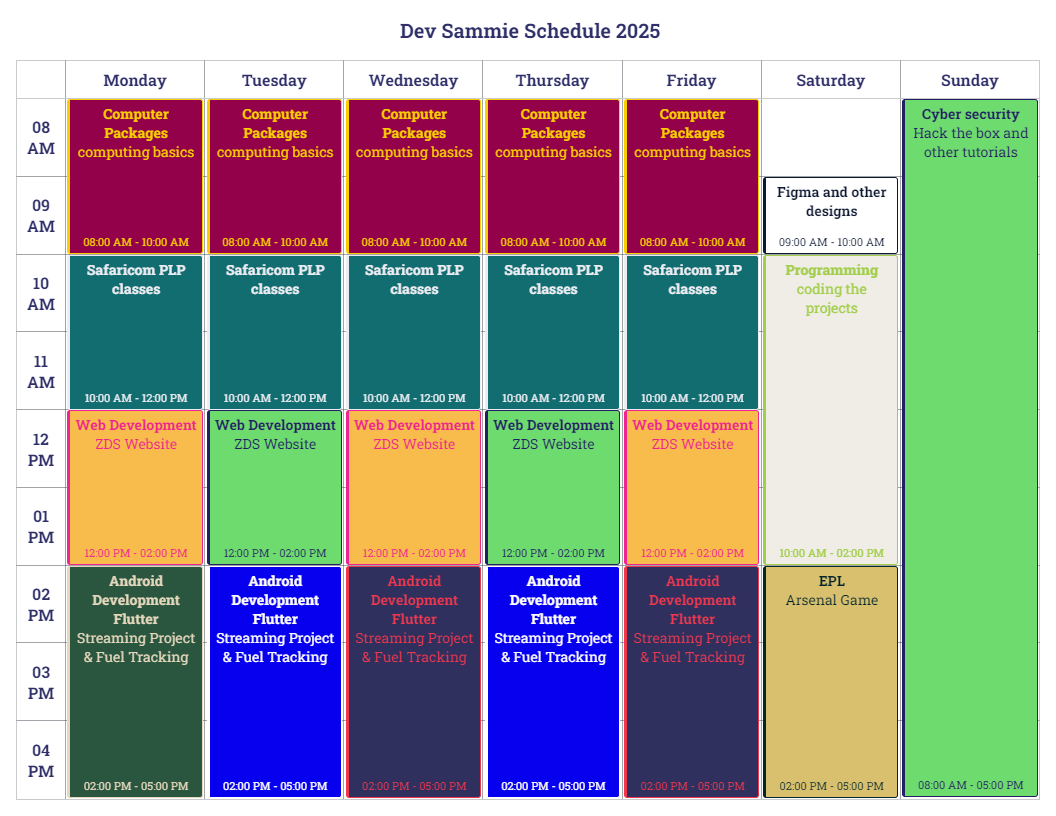 Dev Sammie Schedule 2025
Monday
Tuesday
Wednesday
Thursday
Friday
Saturday
Sunday
08
AM
09
AM
10
AM
11
AM
12
PM
01
PM
02
PM
03
PM
04
PM
Computer
Packages
computing basics
08:00 AM - 10:00 AM
Safaricom PLP
classes
10:00 AM - 12:00 PM
Web Development
ZDS Website
12:00 PM - 02:00 PM
Android
Development
Flutter
Streaming Project
& Fuel Tracking
02:00 PM - 05:00 PM
Computer
Packages
computing basics
08:00 AM - 10:00 AM
Safaricom PLP
classes
10:00 AM - 12:00 PM
Web Development
ZDS Website
12:00 PM - 02:00 PM
Android
Development
Flutter
Streaming Project
& Fuel Tracking
02:00 PM - 05:00 PM
Computer
Packages
computing basics
08:00 AM - 10:00 AM
Safaricom PLP
classes
10:00 AM - 12:00 PM
Web Development
ZDS Website
12:00 PM - 02:00 PM
Android
Development
Flutter
Streaming Project
& Fuel Tracking
02:00 PM - 05:00 PM
Computer
Packages
computing basics
08:00 AM - 10:00 AM
Safaricom PLP
classes
10:00 AM - 12:00 PM
Web Development
ZDS Website
12:00 PM - 02:00 PM
Android
Development
Flutter
Streaming Project
& Fuel Tracking
02:00 PM - 05:00 PM
Computer
Packages
computing basics
08:00 AM - 10:00 AM
Safaricom PLP
classes
10:00 AM - 12:00 PM
Web Development
ZDS Website
12:00 PM - 02:00 PM
Android
Development
Flutter
Streaming Project
& Fuel Tracking
02:00 PM - 05:00 PM
Figma and other
designs
09:00 AM - 10:00 AM
Programming
coding the
projects
10:00 AM - 02:00 PM
EPL
Arsenal Game
02:00 PM - 05:00 PM
Cyber security
Hack the box and
other tutorials
08:00 AM - 05:00 PM